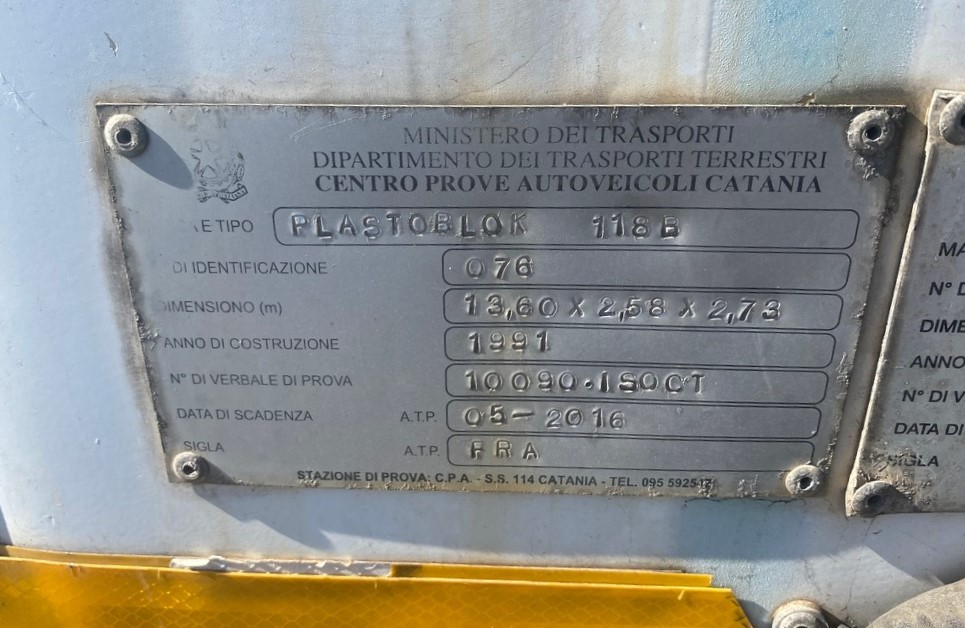 MINISTERO DEI TRASPORTI
DIPARTIMENTO DEI TRASPORTI TERRESTRI
CENTRO PROVE AUTOVEICOLI CATANIA
E TIPO PLASTOBLOK 118B
DI IDENTIFICAZIONE 076
DIMENSIONO (m) 13,60 X 2,58 X 2,73
ANNO DI COSTRUZIONE 1991
N° DI VERBALE DI PROVA 10090.ISOCT
DATA DI SCADENZA A.T.P. 05-2016
SIGLA A.T.P. FRA
STAZIONE DI PROVA: C.P.A. - S.S. 114 CATANIA - TEL. 095
MA
N° D
DIME
ANNO
N° DI V
DATA DI
SIGLA